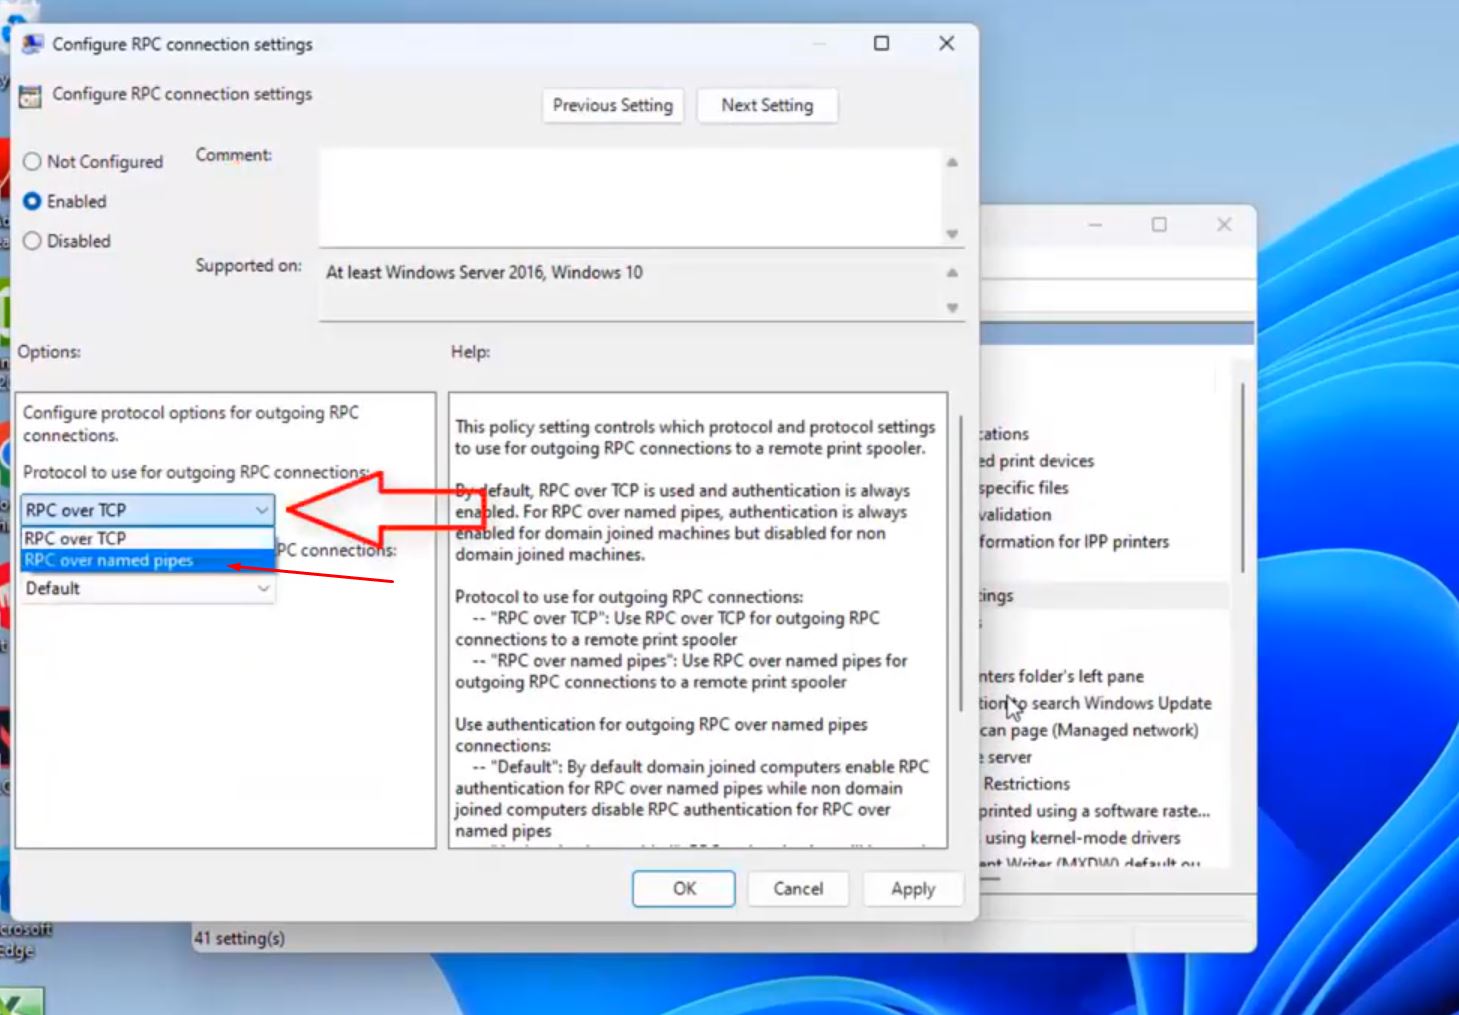 Configure RPC connection settings
Configure RPC connection settings
Previous Setting
Next Setting
Not Configured
Comment:
Enabled
Disabled
Supported on:
At least Windows Server 2016, Windows 10
Options:
Help:
Configure protocol options for outgoing RPC
connections.
Protocol to use for outgoing RPC connections:
RPC over TCP
RPC over TCP
RPC over named pipes
PC connections:
Default
This policy setting controls which protocol and protocol settings
to use for outgoing RPC connections to a remote print spooler.
By default, RPC over TCP is used and authentication is always
enabled. For RPC over named pipes, authentication is always
enabled for domain joined machines but disabled for non
domain joined machines.
Protocol to use for outgoing RPC connections:
-- "RPC over TCP": Use RPC over TCP for outgoing RPC
connections to a remote print spooler
-- "RPC over named pipes": Use RPC over named pipes for
outgoing RPC connections to a remote print spooler
Use authentication for outgoing RPC over named pipes
connections:
-- "Default": By default domain joined computers enable RPC
authentication for RPC over named pipes while non domain
joined computers disable RPC authentication for RPC over
named pipes
OK
Cancel
Apply
cations
ed print devices
specific files
validation
formation for IPP printers
ings
nters folder's left pane
tion to search Windows Update
can page (Managed network)
e server
Restrictions
printed using a software raste...
using kernel-mode drivers
ent Writer (MXDW) default ou
41 setting(s)
crosoft
Edge